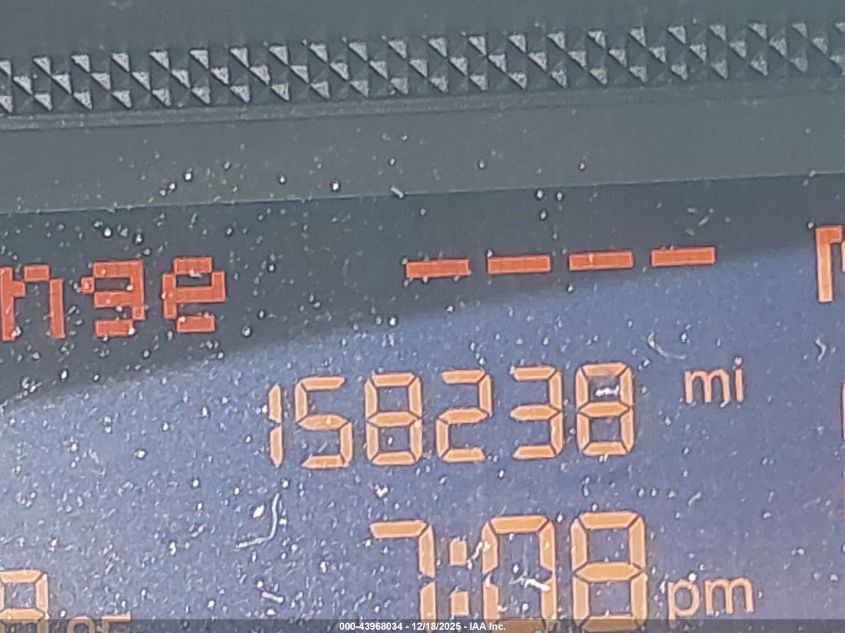 nge ----
158238 mi
7:08 pm
000-43968034 - 12/18/2025 - IAA Inc.